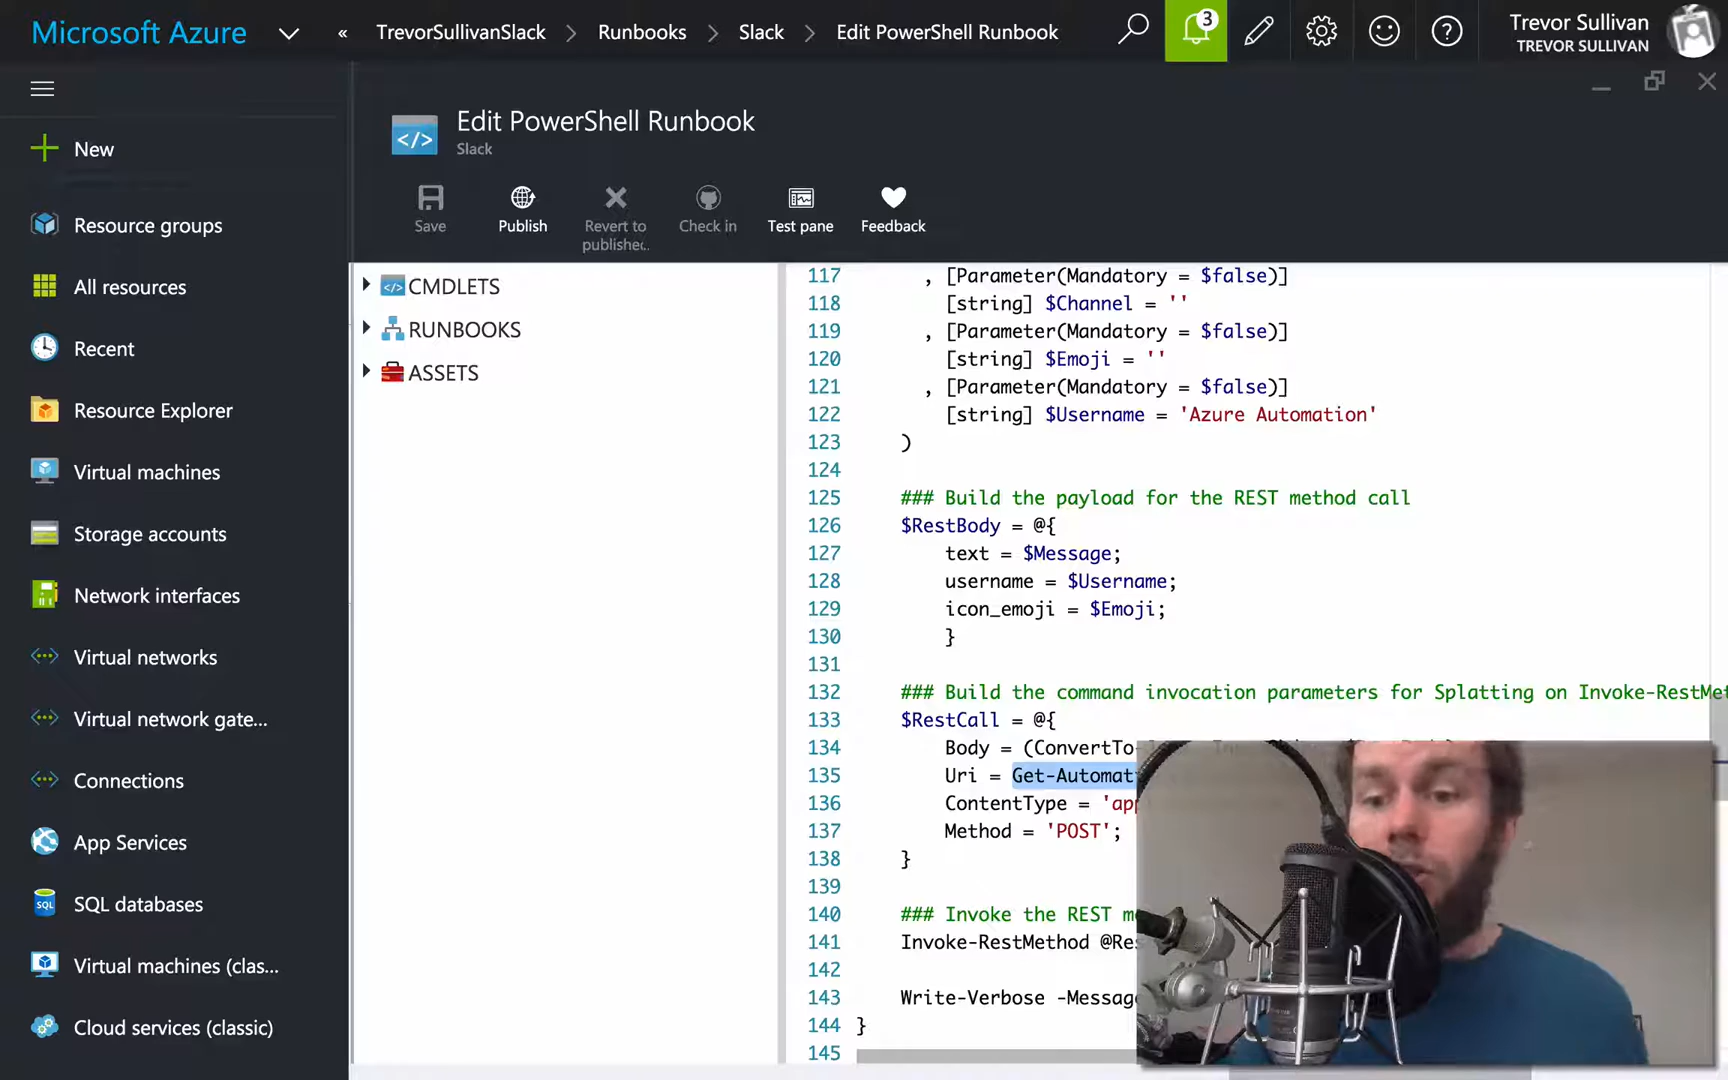 Microsoft Azure
«
TrevorSullivanSlack
Runbooks
Slack
Edit PowerShell Runbook
3
Trevor Sullivan
TREVOR SULLIVAN
New
Resource groups
All resources
Recent
Resource Explorer
Virtual machines
Storage accounts
Network interfaces
Virtual networks
Virtual network gate...
Connections
App Services
SQL
SQL databases
Virtual machines (clas...
Cloud services (classic)
Edit PowerShell Runbook
Slack
Save
Publish
Revert to
Check in
Test pane
Feedback
CMDLETS
RUNBOOKS
ASSETS
117 , [Parameter(Mandatory = $false)]
118 [string] $Channel = ''
119 , [Parameter(Mandatory = $false)]
120 [string] $Emoji = ''
121 , [Parameter(Mandatory = $false)]
122 [string] $Username = 'Azure Automation'
123 )
124
125 ### Build the payload for the REST method call
126 $RestBody = @{
127 text = $Message;
128 username = $Username;
129 icon_emoji = $Emoji;
130 }
131
132 ### Build the command invocation parameters for Splatting on Invoke-RestMet
133 $RestCall = @{
134 Body = (ConvertTo-
135 Uri = Get-Automat
136 ContentType = 'app
137 Method = 'POST';
138 }
139
140 ### Invoke the REST m
141 Invoke-RestMethod @Res
142
143 Write-Verbose -Message
144 }
145